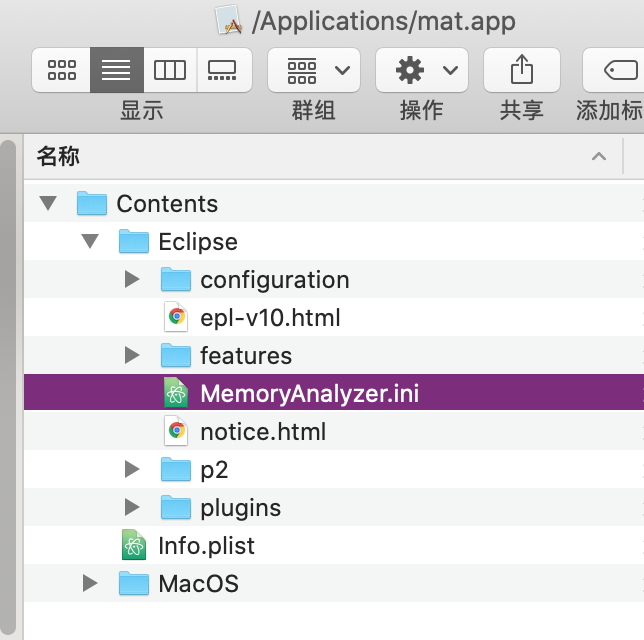 /Applications/mat.app
显示 群组 操作 共享 添加标
名称
Contents
Eclipse
configuration
epl-v10.html
features
MemoryAnalyzer.ini
notice.html
p2
plugins
Info.plist
MacOS